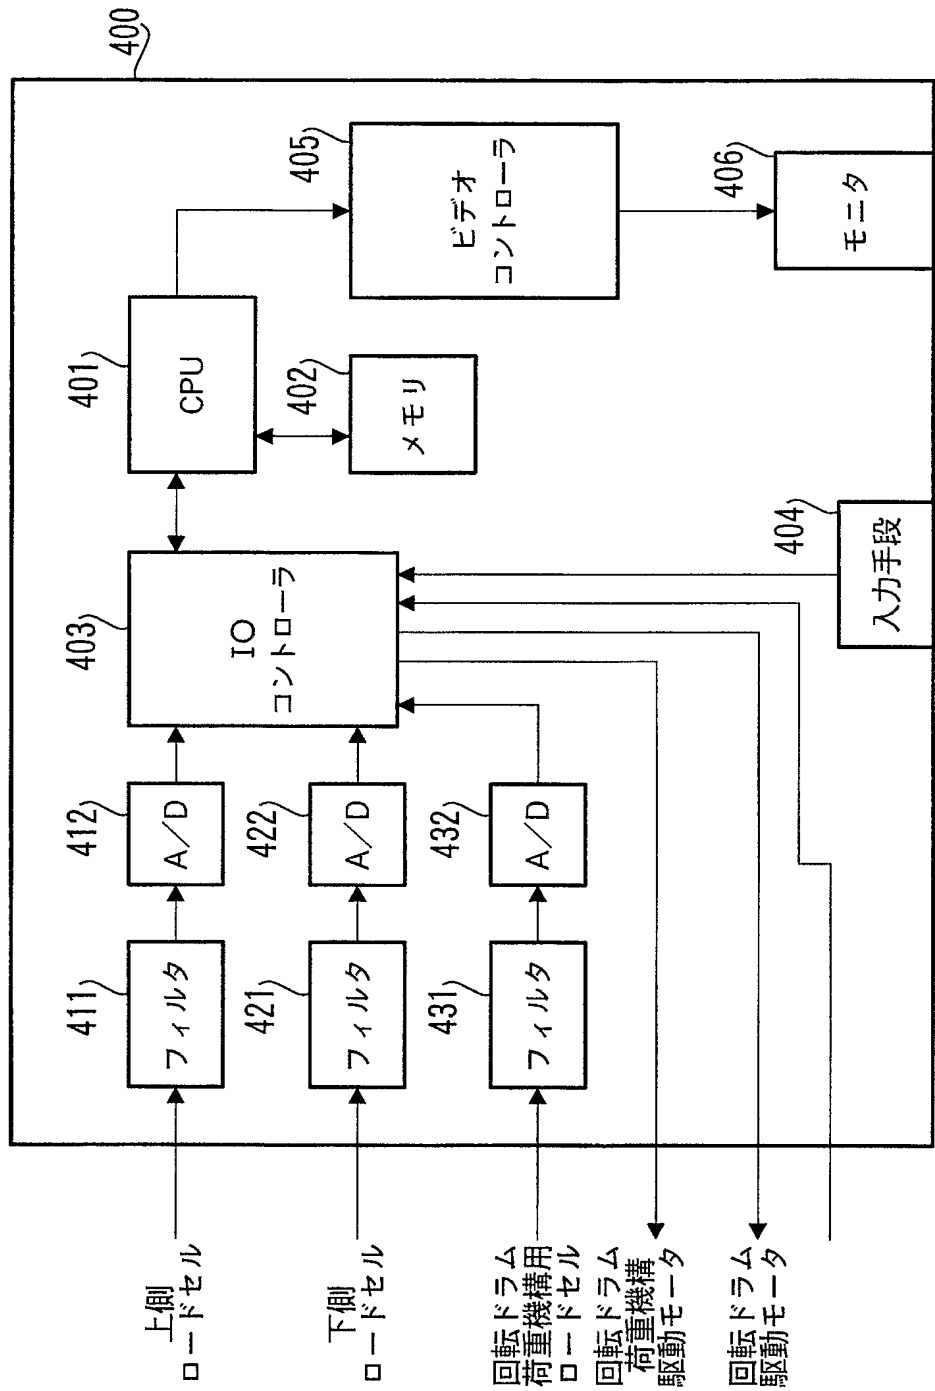 400
401
CPU
402
メモリ
405
ビデオ
コントローラ
406
モニタ
403
IO
コントローラ
404
入力手段
412
A/D
422
A/D
432
A/D
411
フィルタ
421
フィルタ
431
フィルタ
上側
ロードセル
下側
ロードセル
回転ドラム
荷重機構用
ロードセル
回転ドラム
荷重機構
駆動モータ
回転ドラム
駆動モータ